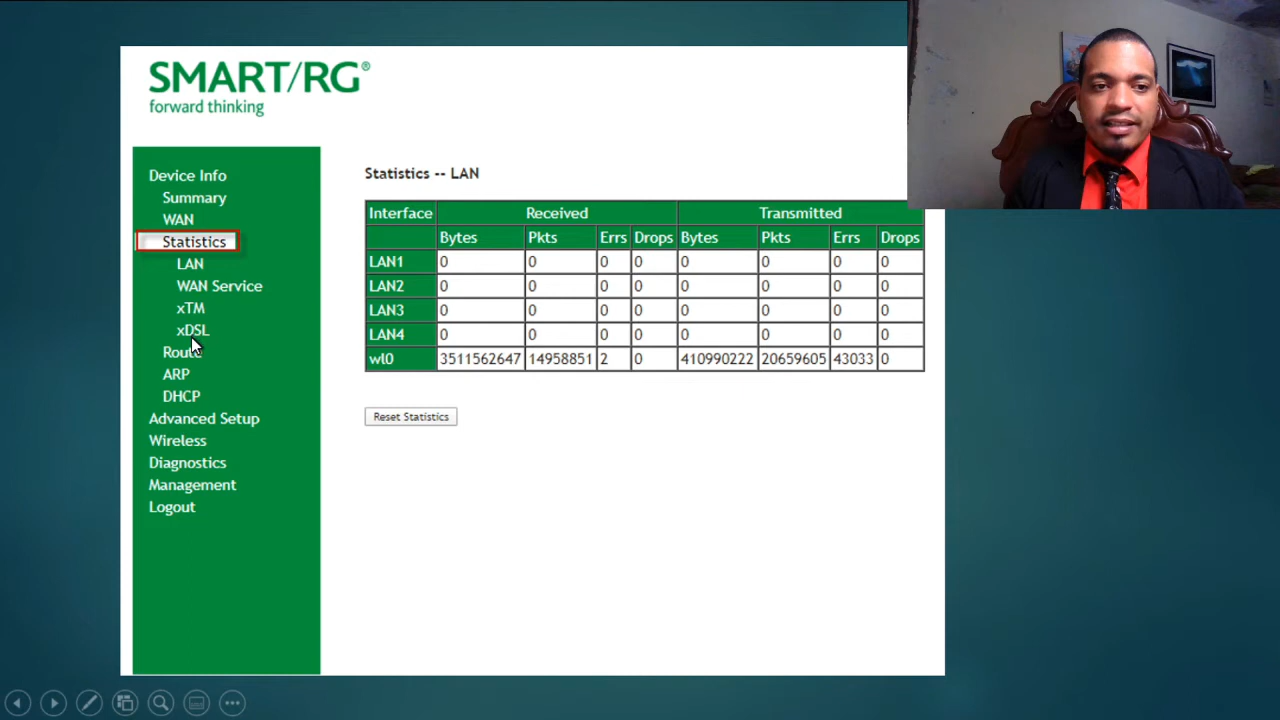 SMART/RG®
forward thinking
Device Info
Summary
WAN
Statistics
LAN
WAN Service
xTM
xDSL
Route
ARP
DHCP
Advanced Setup
Wireless
Diagnostics
Management
Logout
Statistics -- LAN
Interface Received Transmitted
Bytes Pkts Errs Drops Bytes Pkts Errs Drops
LAN1 0 0 0 0 0 0 0 0
LAN2 0 0 0 0 0 0 0 0
LAN3 0 0 0 0 0 0 0 0
LAN4 0 0 0 0 0 0 0 0
wl0 3511562647 14958851 2 0 410990222 20659605 43033 0
Reset Statistics